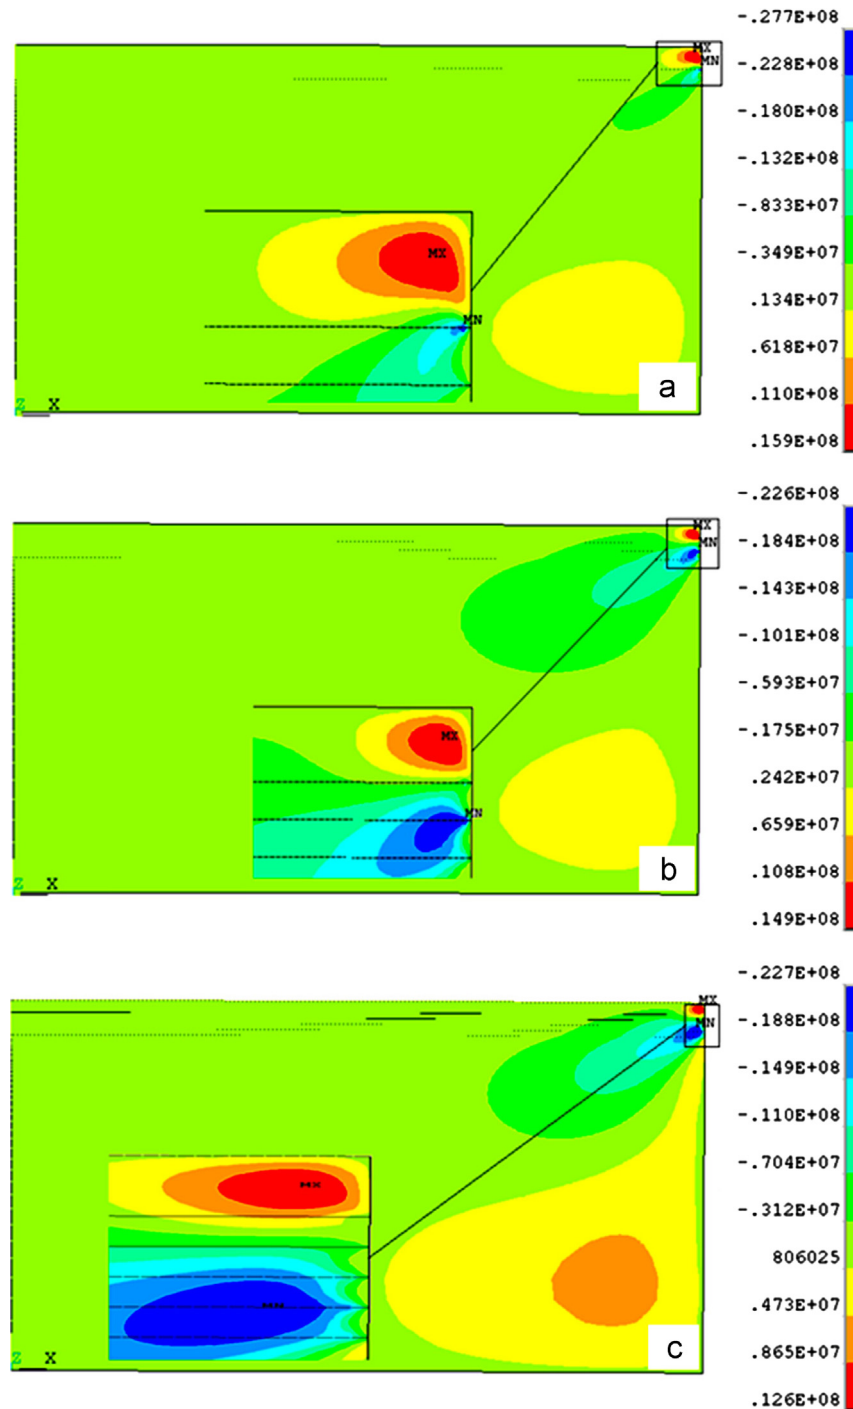 -.277E+08
MX
MN
-.228E+08
-.180E+08
-.132E+08
-.833E+07
-.349E+07
MX
.134E+07
MN
.618E+07
a
.110E+08
Z X
.159E+08
-.226E+08
MX
MN
-.184E+08
-.143E+08
-.101E+08
-.593E+07
-.175E+07
MX
.242E+07
MN
.659E+07
b
.108E+08
Z X
.149E+08
-.227E+08
MX
MN
-.188E+08
-.149E+08
-.110E+08
-.704E+07
MX
-.312E+07
806025
MN
.473E+07
c
.865E+07
Z X
.126E+08